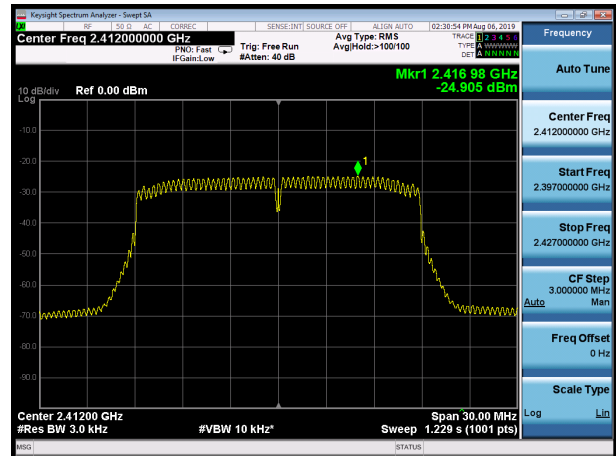 Keysight Spectrum Analyzer - Swept SA
RF 50 Ω AC CORREC SENSE:INT SOURCE OFF ALIGN AUTO 02:30:54 PM Aug 06, 2019
Center Freq 2.412000000 GHz
PNO: Fast
IFGain:Low
Trig: Free Run
#Atten: 40 dB
Avg Type: RMS
Avg|Hold:>100/100
TRACE 1 2 3 4 5 6
TYPE A WWWWW
DET A NNNNN
Mkr1 2.416 98 GHz
-24.905 dBm
10 dB/div Ref 0.00 dBm
Log
-10.0
-20.0
-30.0
-40.0
-50.0
-60.0
-70.0
-80.0
-90.0
1
Center 2.41200 GHz Span 30.00 MHz
#Res BW 3.0 kHz #VBW 10 kHz* Sweep 1.229 s (1001 pts)
MSG STATUS
Frequency
Auto Tune
Center Freq
2.412000000 GHz
Start Freq
2.397000000 GHz
Stop Freq
2.427000000 GHz
CF Step
3.000000 MHz
Auto Man
Freq Offset
0 Hz
Scale Type
Log Lin